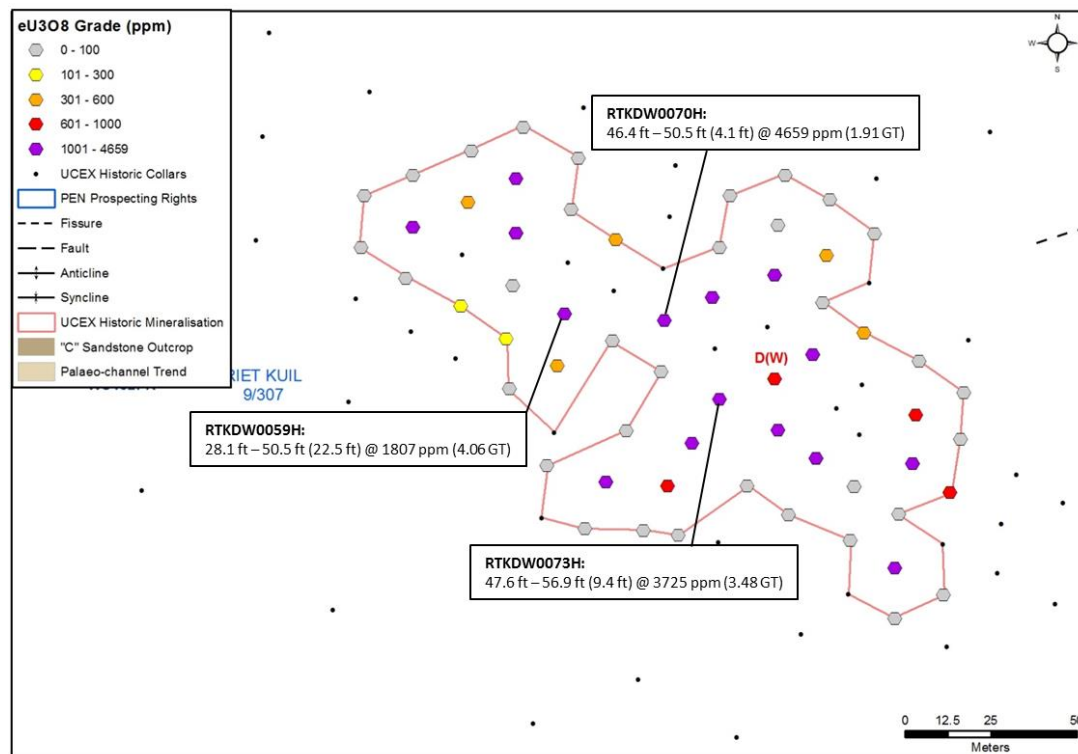 eU3O8 Grade (ppm)
0 - 100
101 - 300
301 - 600
601 - 1000
1001 - 4659
UCEX Historic Collars
PEN Prospecting Rights
Fissure
Fault
Anticline
Syncline
UCEX Historic Mineralisation
"C" Sandstone Outcrop
Palaeo-channel Trend
N
W
S
RTKDW0070H:
46.4 ft – 50.5 ft (4.1 ft) @ 4659 ppm (1.91 GT)
D(W)
RIET KUIL
9/307
RTKDW0059H:
28.1 ft – 50.5 ft (22.5 ft) @ 1807 ppm (4.06 GT)
RTKDW0073H:
47.6 ft – 56.9 ft (9.4 ft) @ 3725 ppm (3.48 GT)
0 12.5 25 50
Meters